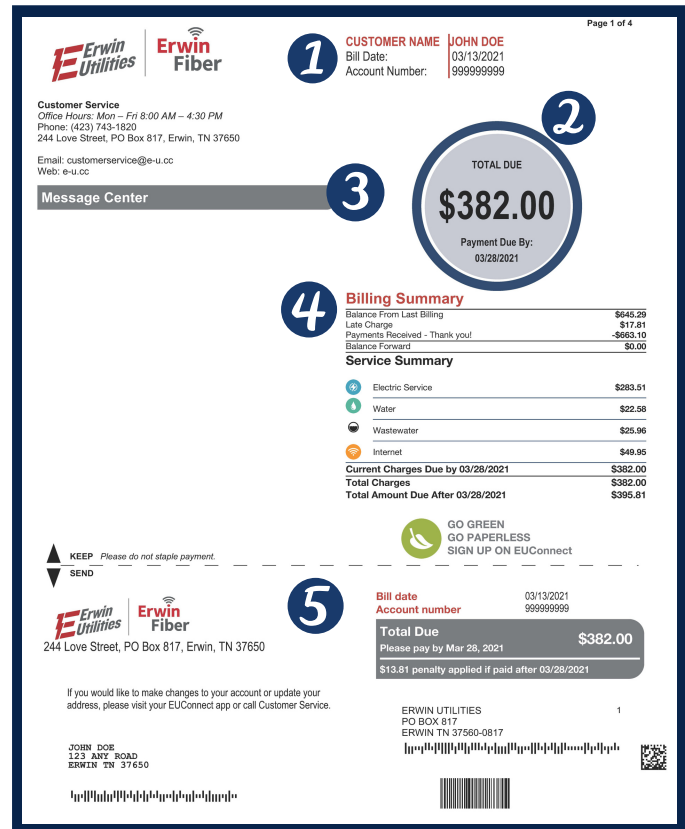 Page 1 of 4
Erwin Utilities
Erwin Fiber
1
CUSTOMER NAME JOHN DOE
Bill Date: 03/13/2021
Account Number: 999999999
Customer Service
Office Hours: Mon – Fri 8:00 AM – 4:30 PM
Phone: (423) 743-1820
244 Love Street, PO Box 817, Erwin, TN 37650
Email: customerservice@e-u.cc
Web: e-u.cc
2
TOTAL DUE
$382.00
Payment Due By:
03/28/2021
3
Message Center
4
Billing Summary
Balance From Last Billing $645.29
Late Charge $17.81
Payments Received - Thank you! -$663.10
Balance Forward $0.00
Service Summary
Electric Service $283.51
Water $22.58
Wastewater $25.96
Internet $49.95
Current Charges Due by 03/28/2021 $382.00
Total Charges $382.00
Total Amount Due After 03/28/2021 $395.81
GO GREEN
GO PAPERLESS
SIGN UP ON EUConnect
KEEP Please do not staple payment.
SEND
5
Erwin Utilities
Erwin Fiber
244 Love Street, PO Box 817, Erwin, TN 37650
Bill date 03/13/2021
Account number 999999999
Total Due $382.00
Please pay by Mar 28, 2021
$13.81 penalty applied if paid after 03/28/2021
If you would like to make changes to your account or update your
address, please visit your EUConnect app or call Customer Service.
ERWIN UTILITIES 1
PO BOX 817
ERWIN TN 37560-0817
JOHN DOE
123 ANY ROAD
ERWIN TN 37650